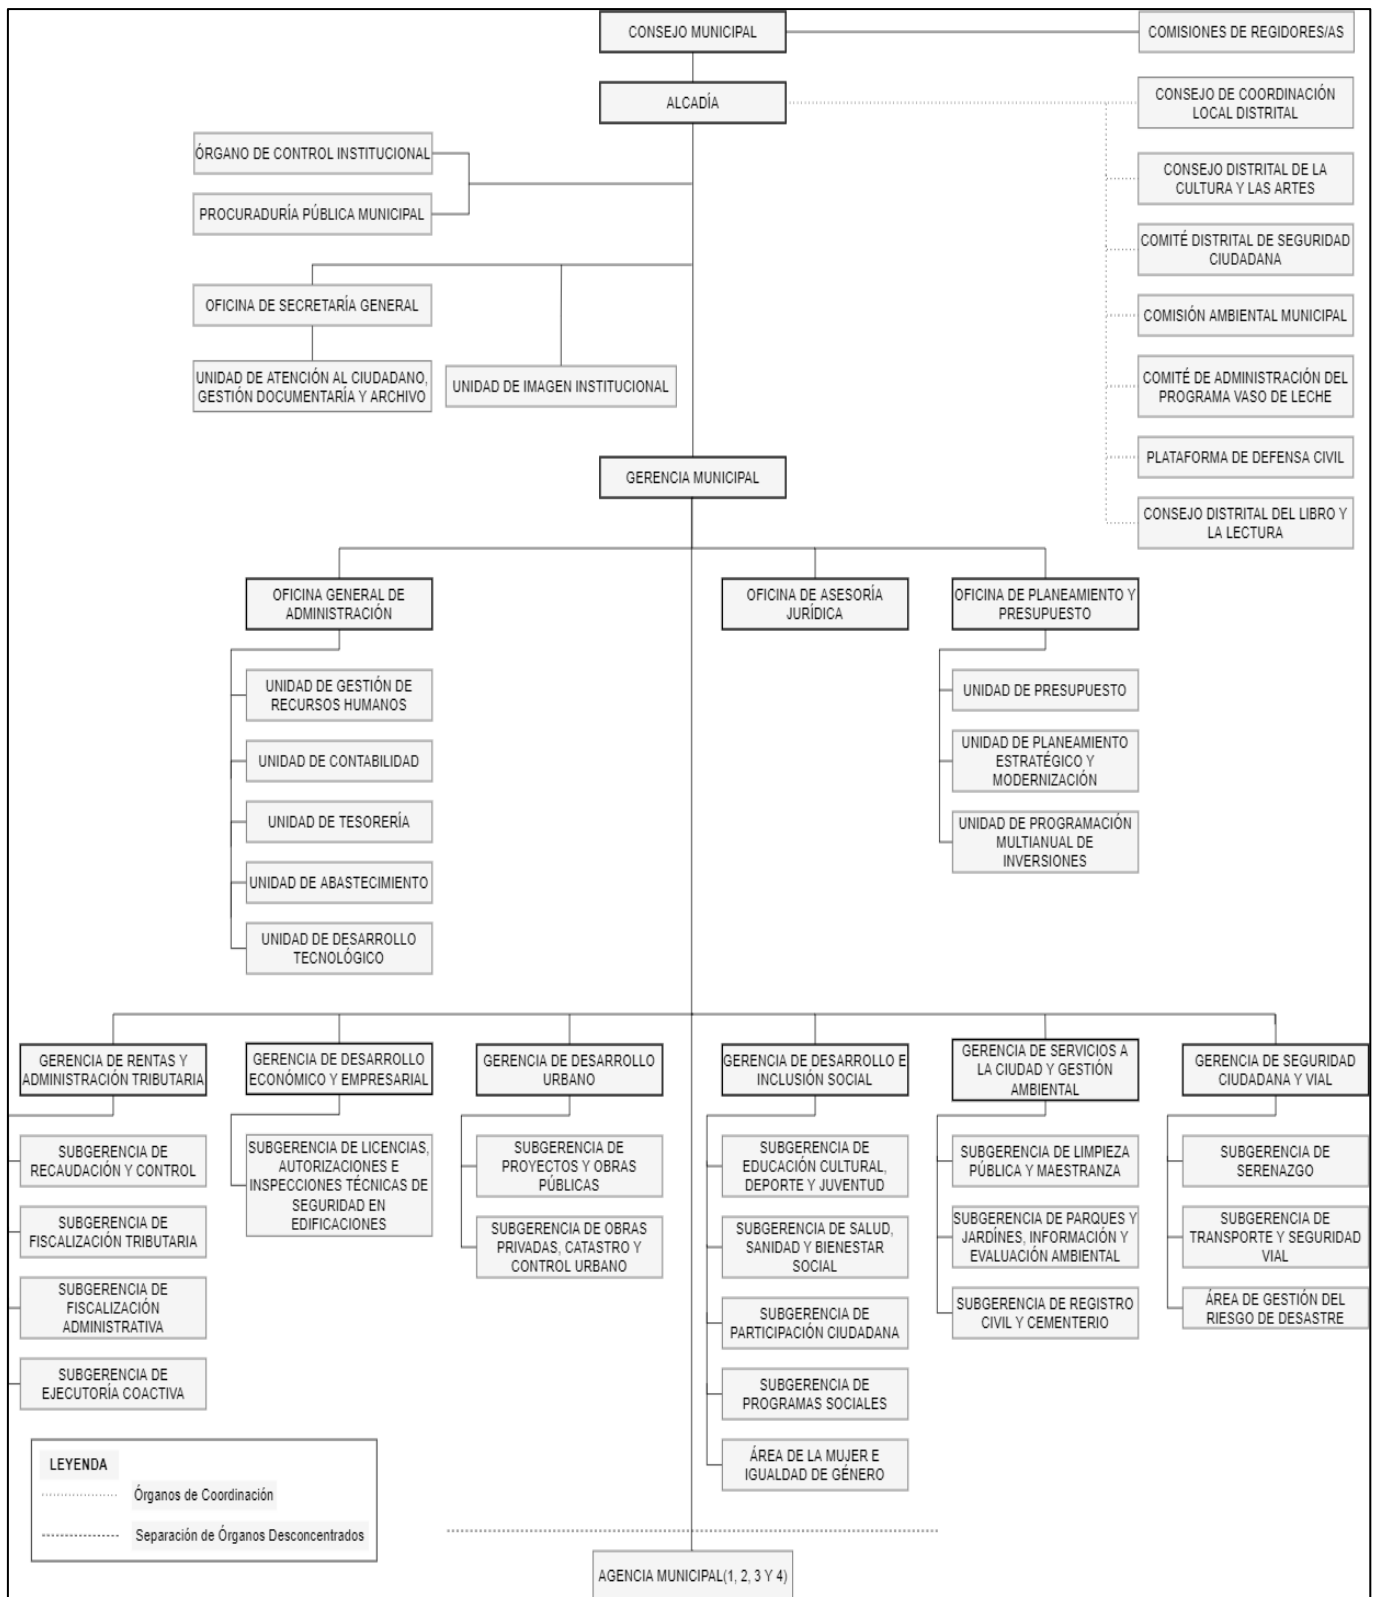 CONSEJO MUNICIPAL
COMISIONES DE REGIDORES/AS
ALCADÍA
CONSEJO DE COORDINACIÓN
LOCAL DISTRITAL
ÓRGANO DE CONTROL INSTITUCIONAL
CONSEJO DISTRITAL DE LA
CULTURA Y LAS ARTES
PROCURADURÍA PÚBLICA MUNICIPAL
COMITÉ DISTRITAL DE SEGURIDAD
CIUDADANA
OFICINA DE SECRETARÍA GENERAL
COMISIÓN AMBIENTAL MUNICIPAL
UNIDAD DE ATENCIÓN AL CIUDADANO,
GESTIÓN DOCUMENTARÍA Y ARCHIVO
UNIDAD DE IMAGEN INSTITUCIONAL
COMITÉ DE ADMINISTRACIÓN DEL
PROGRAMA VASO DE LECHE
PLATAFORMA DE DEFENSA CIVIL
GERENCIA MUNICIPAL
CONSEJO DISTRITAL DEL LIBRO Y
LA LECTURA
OFICINA GENERAL DE
ADMINISTRACIÓN
OFICINA DE ASESORÍA
JURÍDICA
OFICINA DE PLANEAMIENTO Y
PRESUPUESTO
UNIDAD DE GESTIÓN DE
RECURSOS HUMANOS
UNIDAD DE CONTABILIDAD
UNIDAD DE TESORERÍA
UNIDAD DE ABASTECIMIENTO
UNIDAD DE DESARROLLO
TECNOLÓGICO
UNIDAD DE PRESUPUESTO
UNIDAD DE PLANEAMIENTO
ESTRATÉGICO Y
MODERNIZACIÓN
UNIDAD DE PROGRAMACIÓN
MULTIANUAL DE
INVERSIONES
GERENCIA DE RENTAS Y
ADMINISTRACIÓN TRIBUTARIA
SUBGERENCIA DE
RECAUDACIÓN Y CONTROL
SUBGERENCIA DE
FISCALIZACIÓN TRIBUTARIA
SUBGERENCIA DE
FISCALIZACIÓN
ADMINISTRATIVA
SUBGERENCIA DE
EJECUTORÍA COACTIVA
GERENCIA DE DESARROLLO
ECONÓMICO Y EMPRESARIAL
SUBGERENCIA DE LICENCIAS,
AUTORIZACIONES E
INSPECCIONES TÉCNICAS DE
SEGURIDAD EN
EDIFICACIONES
GERENCIA DE DESARROLLO
URBANO
SUBGERENCIA DE
PROYECTOS Y OBRAS
PÚBLICAS
SUBGERENCIA DE OBRAS
PRIVADAS, CATASTRO Y
CONTROL URBANO
GERENCIA DE DESARROLLO E
INCLUSIÓN SOCIAL
SUBGERENCIA DE
EDUCACIÓN CULTURAL,
DEPORTE Y JUVENTUD
SUBGERENCIA DE SALUD,
SANIDAD Y BIENESTAR
SOCIAL
SUBGERENCIA DE
PARTICIPACIÓN CIUDADANA
SUBGERENCIA DE
PROGRAMAS SOCIALES
ÁREA DE LA MUJER E
IGUALDAD DE GÉNERO
GERENCIA DE SERVICIOS A
LA CIUDAD Y GESTIÓN
AMBIENTAL
SUBGERENCIA DE LIMPIEZA
PÚBLICA Y MAESTRANZA
SUBGERENCIA DE PARQUES Y
JARDÍNES, INFORMACIÓN Y
EVALUACIÓN AMBIENTAL
SUBGERENCIA DE REGISTRO
CIVIL Y CEMENTERIO
GERENCIA DE SEGURIDAD
CIUDADANA Y VIAL
SUBGERENCIA DE
SERENAZGO
SUBGERENCIA DE
TRANSPORTE Y SEGURIDAD
VIAL
ÁREA DE GESTIÓN DEL
RIESGO DE DESASTRE
LEYENDA
Órganos de Coordinación
Separación de Órganos Desconcentrados
AGENCIA MUNICIPAL(1, 2, 3 Y 4)